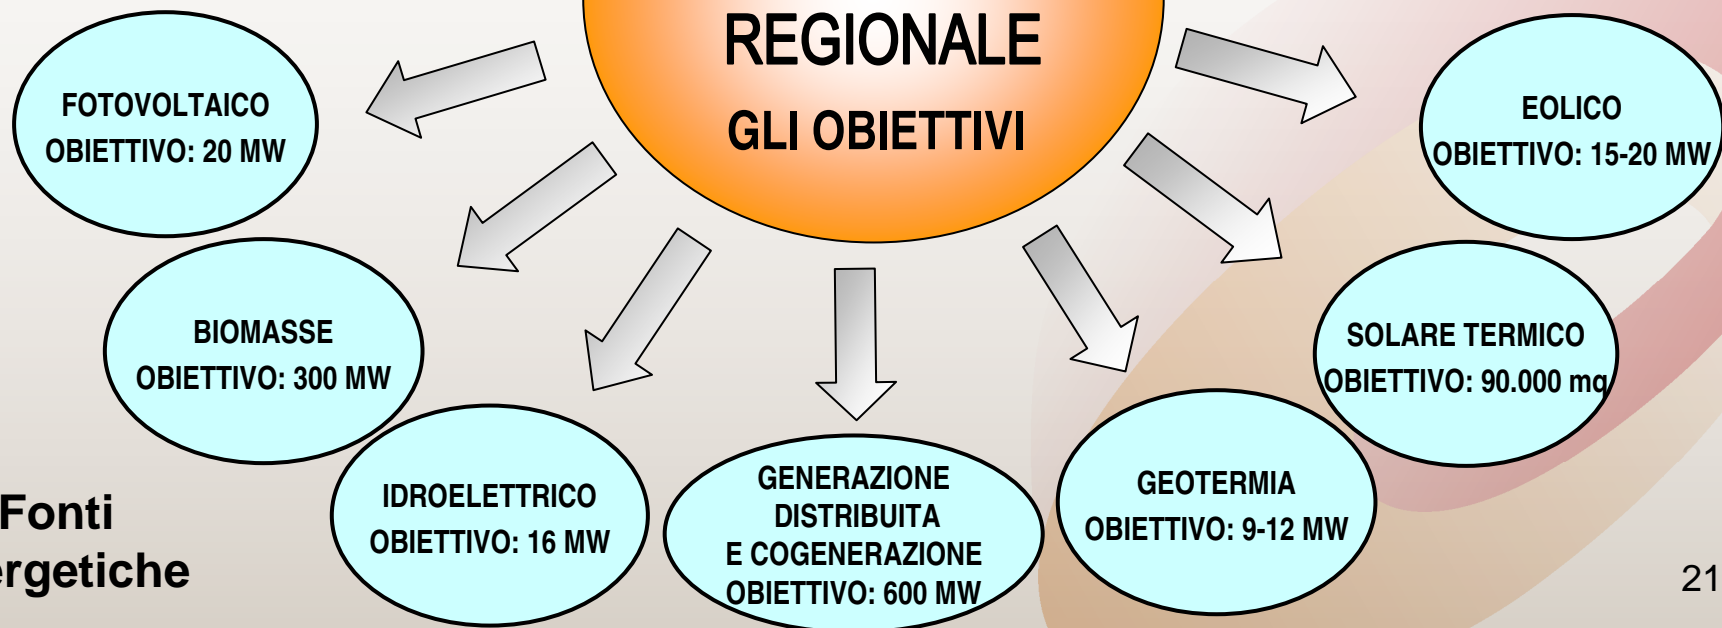 REGIONALE
GLI OBIETTIVI
FOTOVOLTAICO
OBIETTIVO: 20 MW
EOLICO
OBIETTIVO: 15-20 MW
BIOMASSE
OBIETTIVO: 300 MW
SOLARE TERMICO
OBIETTIVO: 90.000 mq
IDROELETTRICO
OBIETTIVO: 16 MW
GENERAZIONE
DISTRIBUITA
E COGENERAZIONE
OBIETTIVO: 600 MW
GEOTERMIA
OBIETTIVO: 9-12 MW
Fonti
ergetiche
21